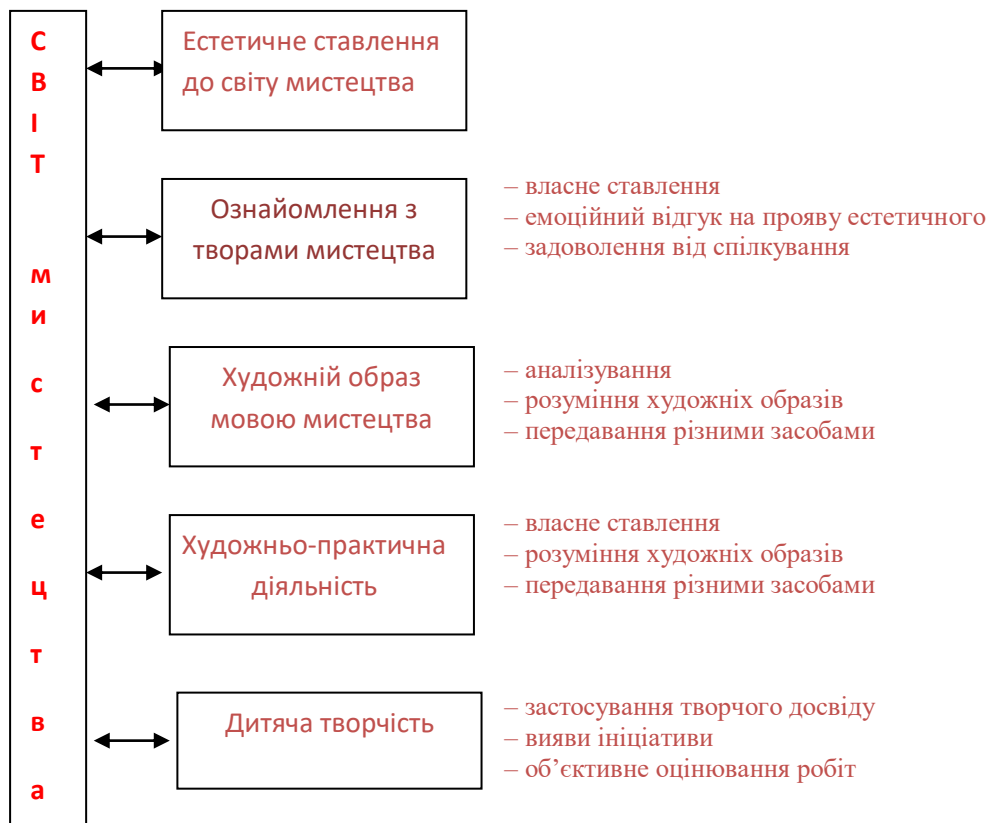 СВІТ мистецтва
Естетичне ставлення
до світу мистецтва
Ознайомлення з
творами мистецтва
– власне ставлення
– емоційний відгук на прояву естетичного
– задоволення від спілкування
Художній образ
мовою мистецтва
– аналізування
– розуміння художніх образів
– передавання різними засобами
Художньо-практична
діяльність
– власне ставлення
– розуміння художніх образів
– передавання різними засобами
Дитяча творчість
– застосування творчого досвіду
– вияви ініціативи
– об’єктивне оцінювання робіт